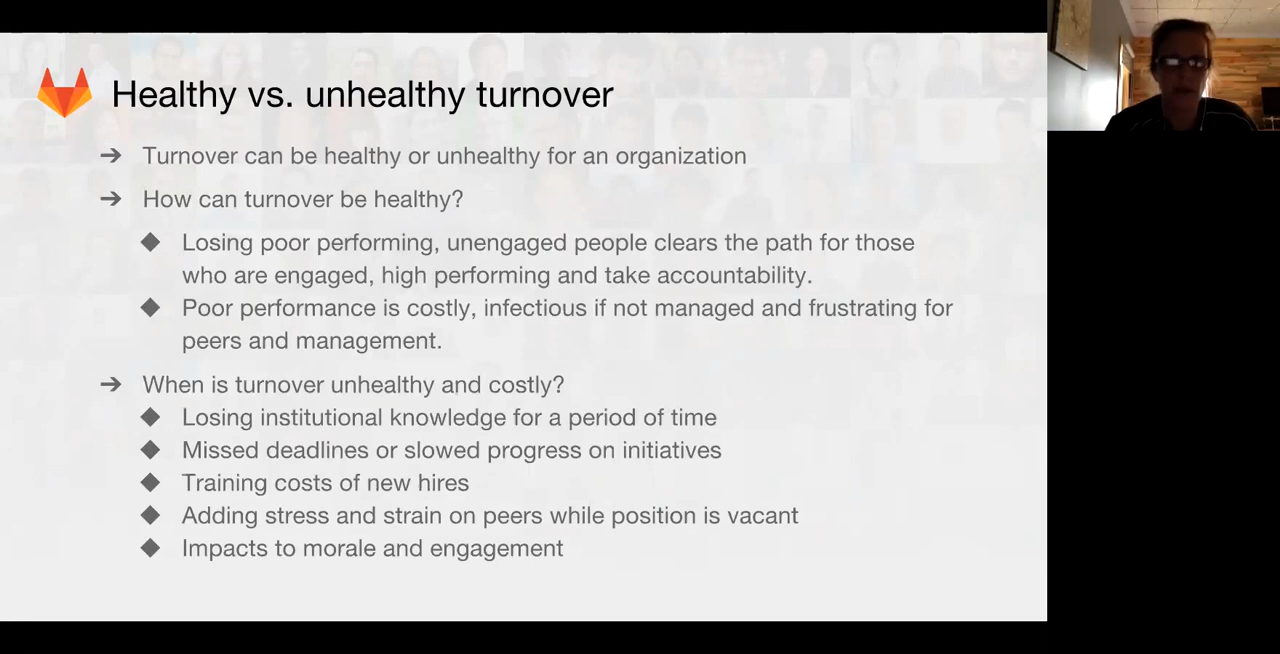 Healthy vs. unhealthy turnover
➔ Turnover can be healthy or unhealthy for an organization
➔ How can turnover be healthy?
◆ Losing poor performing, unengaged people clears the path for those
who are engaged, high performing and take accountability.
◆ Poor performance is costly, infectious if not managed and frustrating for
peers and management.
➔ When is turnover unhealthy and costly?
◆ Losing institutional knowledge for a period of time
◆ Missed deadlines or slowed progress on initiatives
◆ Training costs of new hires
◆ Adding stress and strain on peers while position is vacant
◆ Impacts to morale and engagement